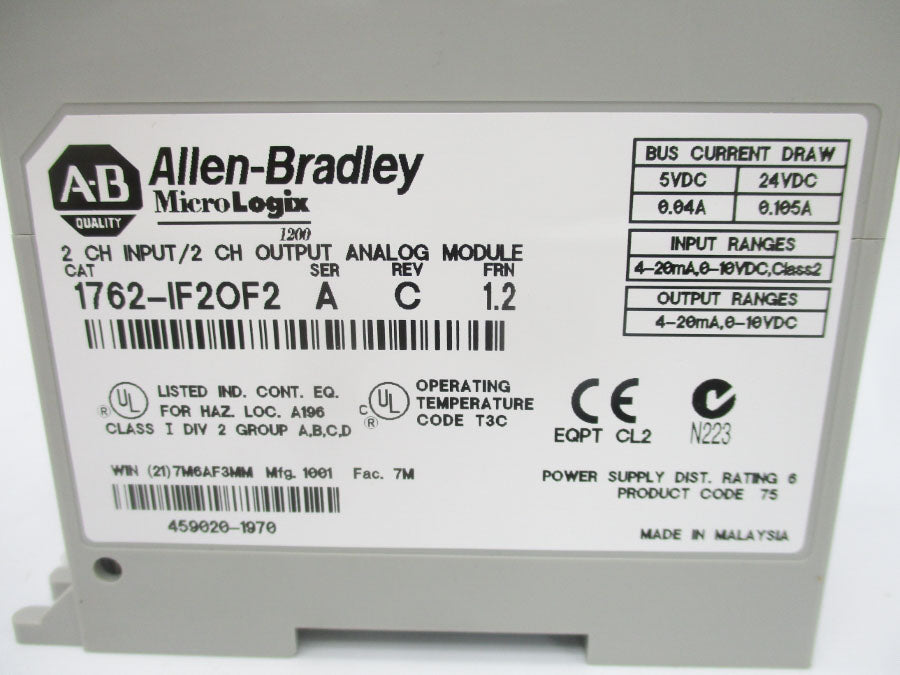 A-B
QUALITY
Allen-Bradley
MicroLogix
1200
2 CH INPUT/2 CH OUTPUT ANALOG MODULE
CAT SER REV FRN
1762-IF2OF2 A C 1.2
BUS CURRENT DRAW
5VDC 24VDC
0.04A 0.105A
INPUT RANGES
4-20mA,0-10VDC,Class2
OUTPUT RANGES
4-20mA,0-10VDC
UL
R
LISTED IND. CONT. EQ.
FOR HAZ. LOC. A196
CLASS I DIV 2 GROUP A,B,C,D
C UL
R
OPERATING
TEMPERATURE
CODE T3C
CE
EQPT CL2
N223
WIN (21)7M6AF3MM Mfg. 1001 Fac. 7M
459020-1970
POWER SUPPLY DIST. RATING 6
PRODUCT CODE 75
MADE IN MALAYSIA